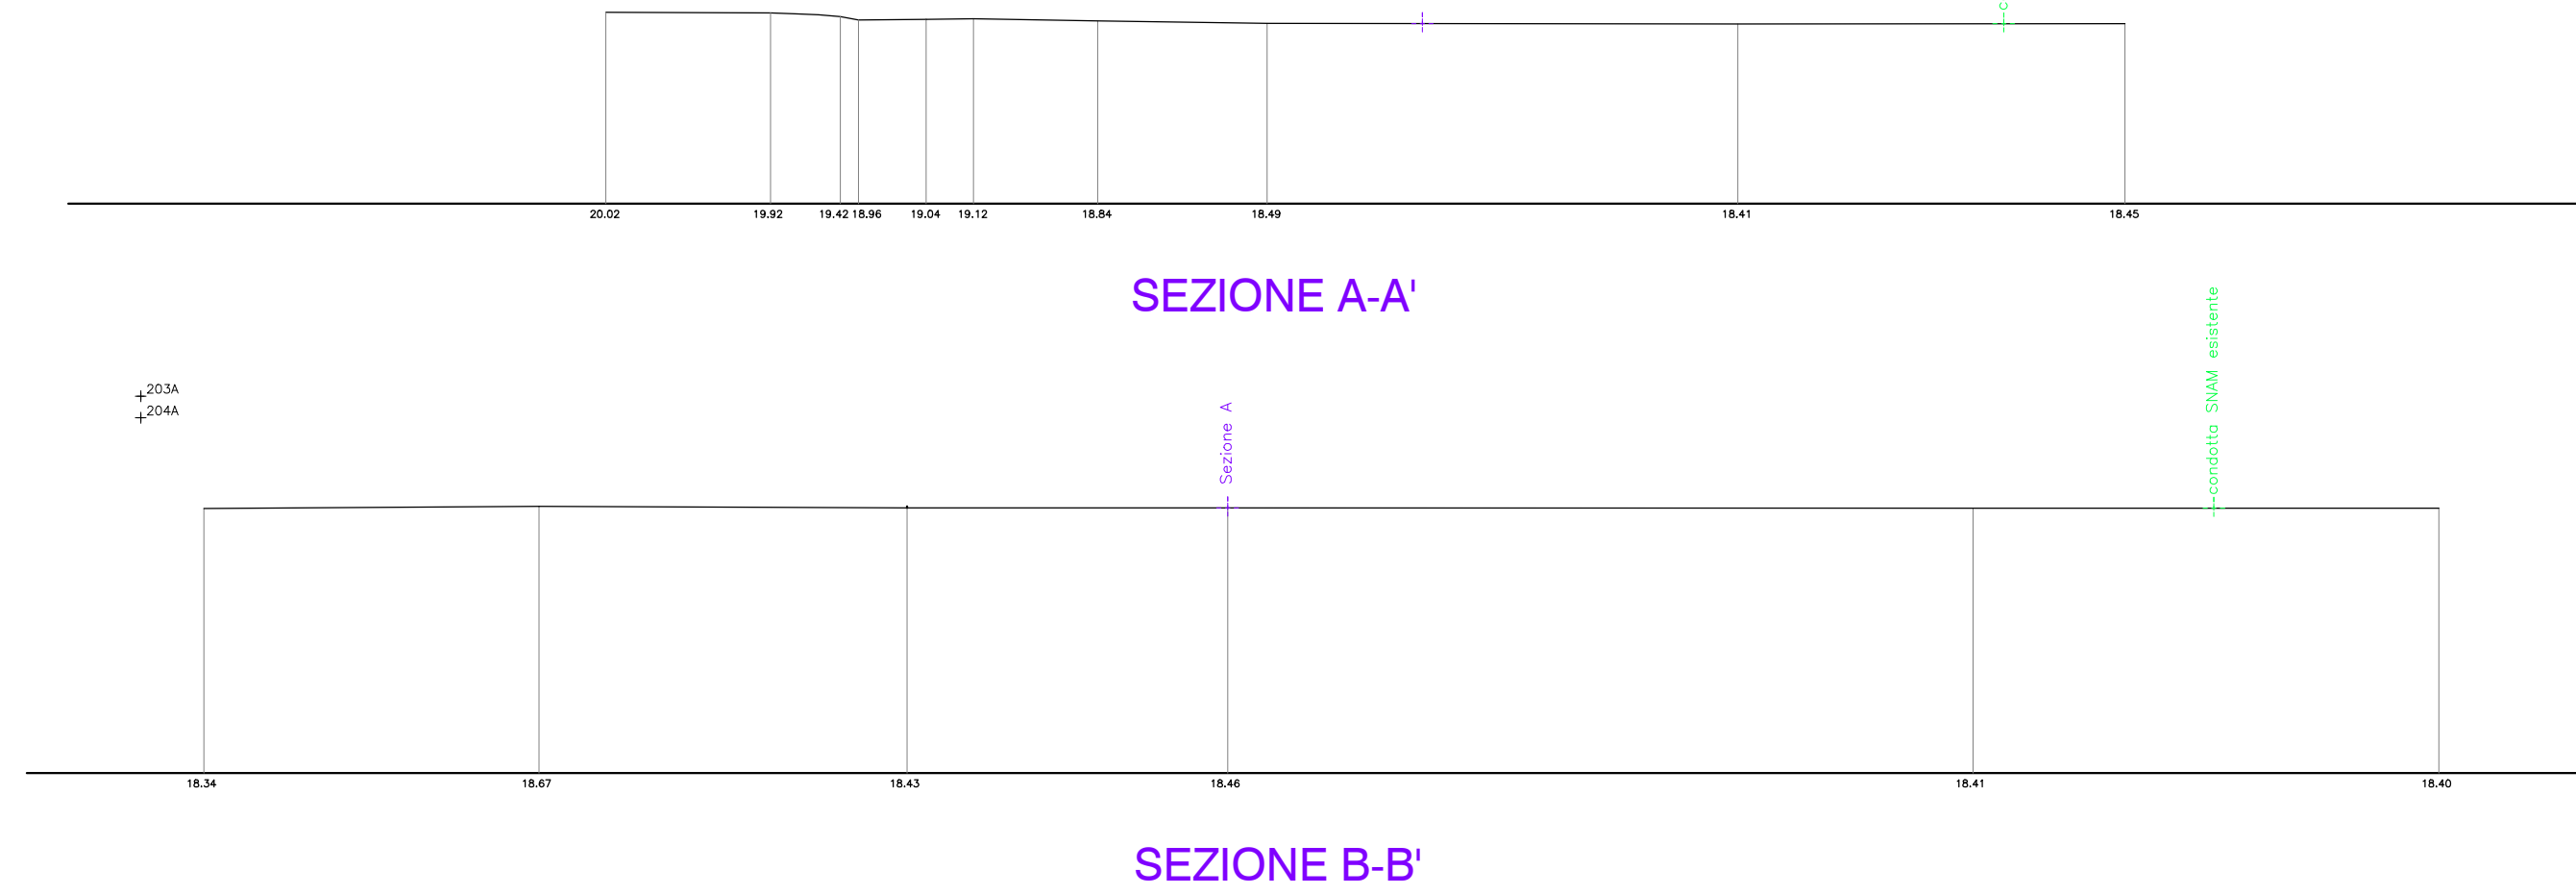 c
20.02 19.92 19.42 18.96 19.04 19.12 18.84 18.49 18.41 18.45
SEZIONE A-A'
condotta SNAM esistente
203A
204A
Sezione A
18.34 18.67 18.43 18.46 18.41 18.40
SEZIONE B-B'